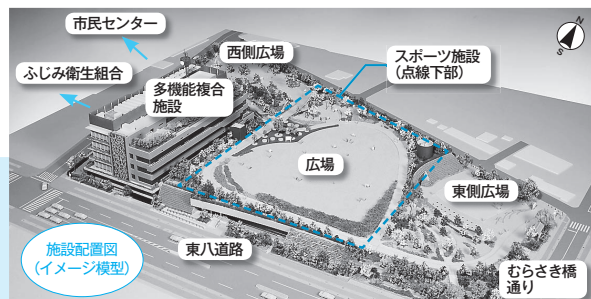 市民センター
ふじみ衛生組合
西側広場
多機能複合
施設
スポーツ施設
(点線下部)
N
S
広場
東側広場
東八道路
むらさき橋
通り
施設配置図
(イメージ模型)